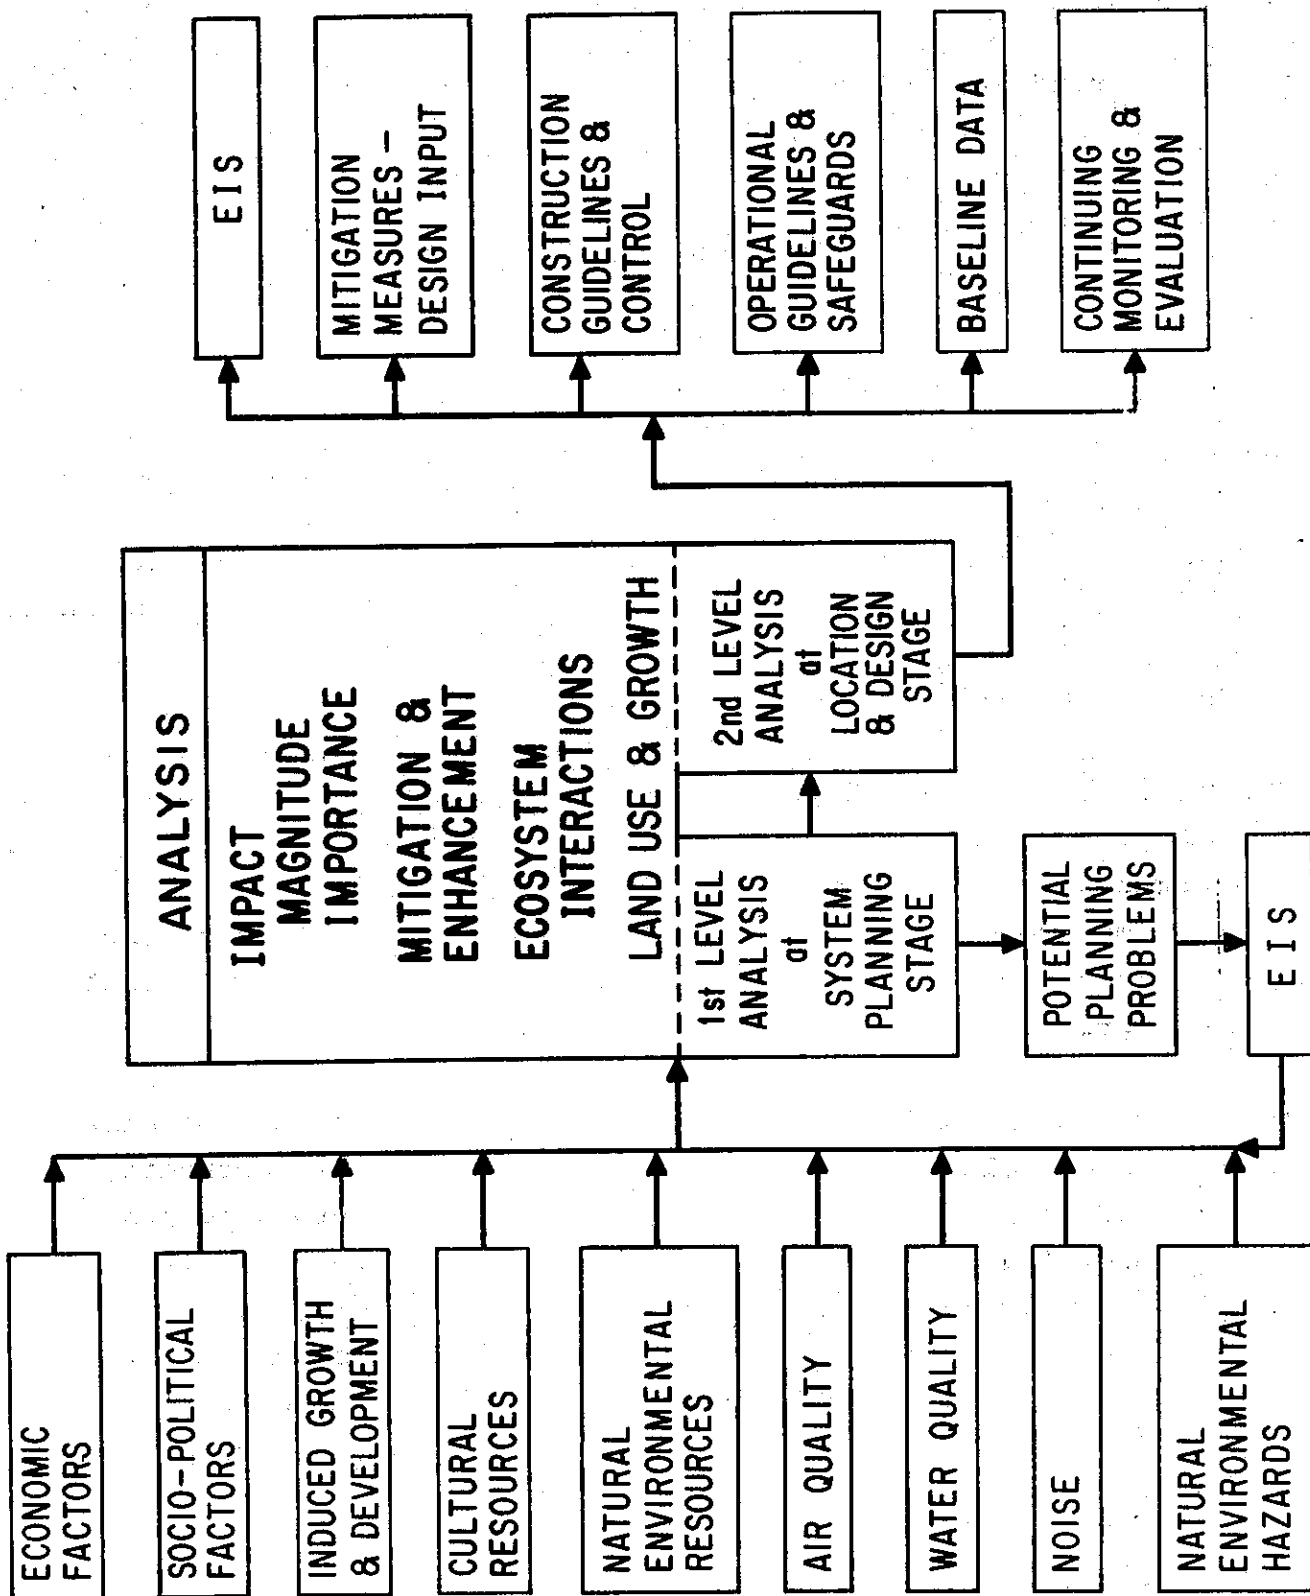 ECONOMIC
FACTORS
SOCIO-POLITICAL
FACTORS
INDUCED GROWTH
& DEVELOPMENT
CULTURAL
RESOURCES
NATURAL
ENVIRONMENTAL
RESOURCES
AIR QUALITY
WATER QUALITY
NOISE
NATURAL
ENVIRONMENTAL
HAZARDS
ANALYSIS
IMPACT
MAGNITUDE
IMPORTANCE
MITIGATION &
ENHANCEMENT
ECOSYSTEM
INTERACTIONS
LAND USE & GROWTH
1st LEVEL
ANALYSIS
at
SYSTEM
PLANNING
STAGE
2nd LEVEL
ANALYSIS
at
LOCATION
& DESIGN
STAGE
POTENTIAL
PLANNING
PROBLEMS
EIS
EIS
MITIGATION
MEASURES –
DESIGN INPUT
CONSTRUCTION
GUIDELINES &
CONTROL
OPERATIONAL
GUIDELINES &
SAFEGUARDS
BASELINE DATA
CONTINUING
MONITORING &
EVALUATION